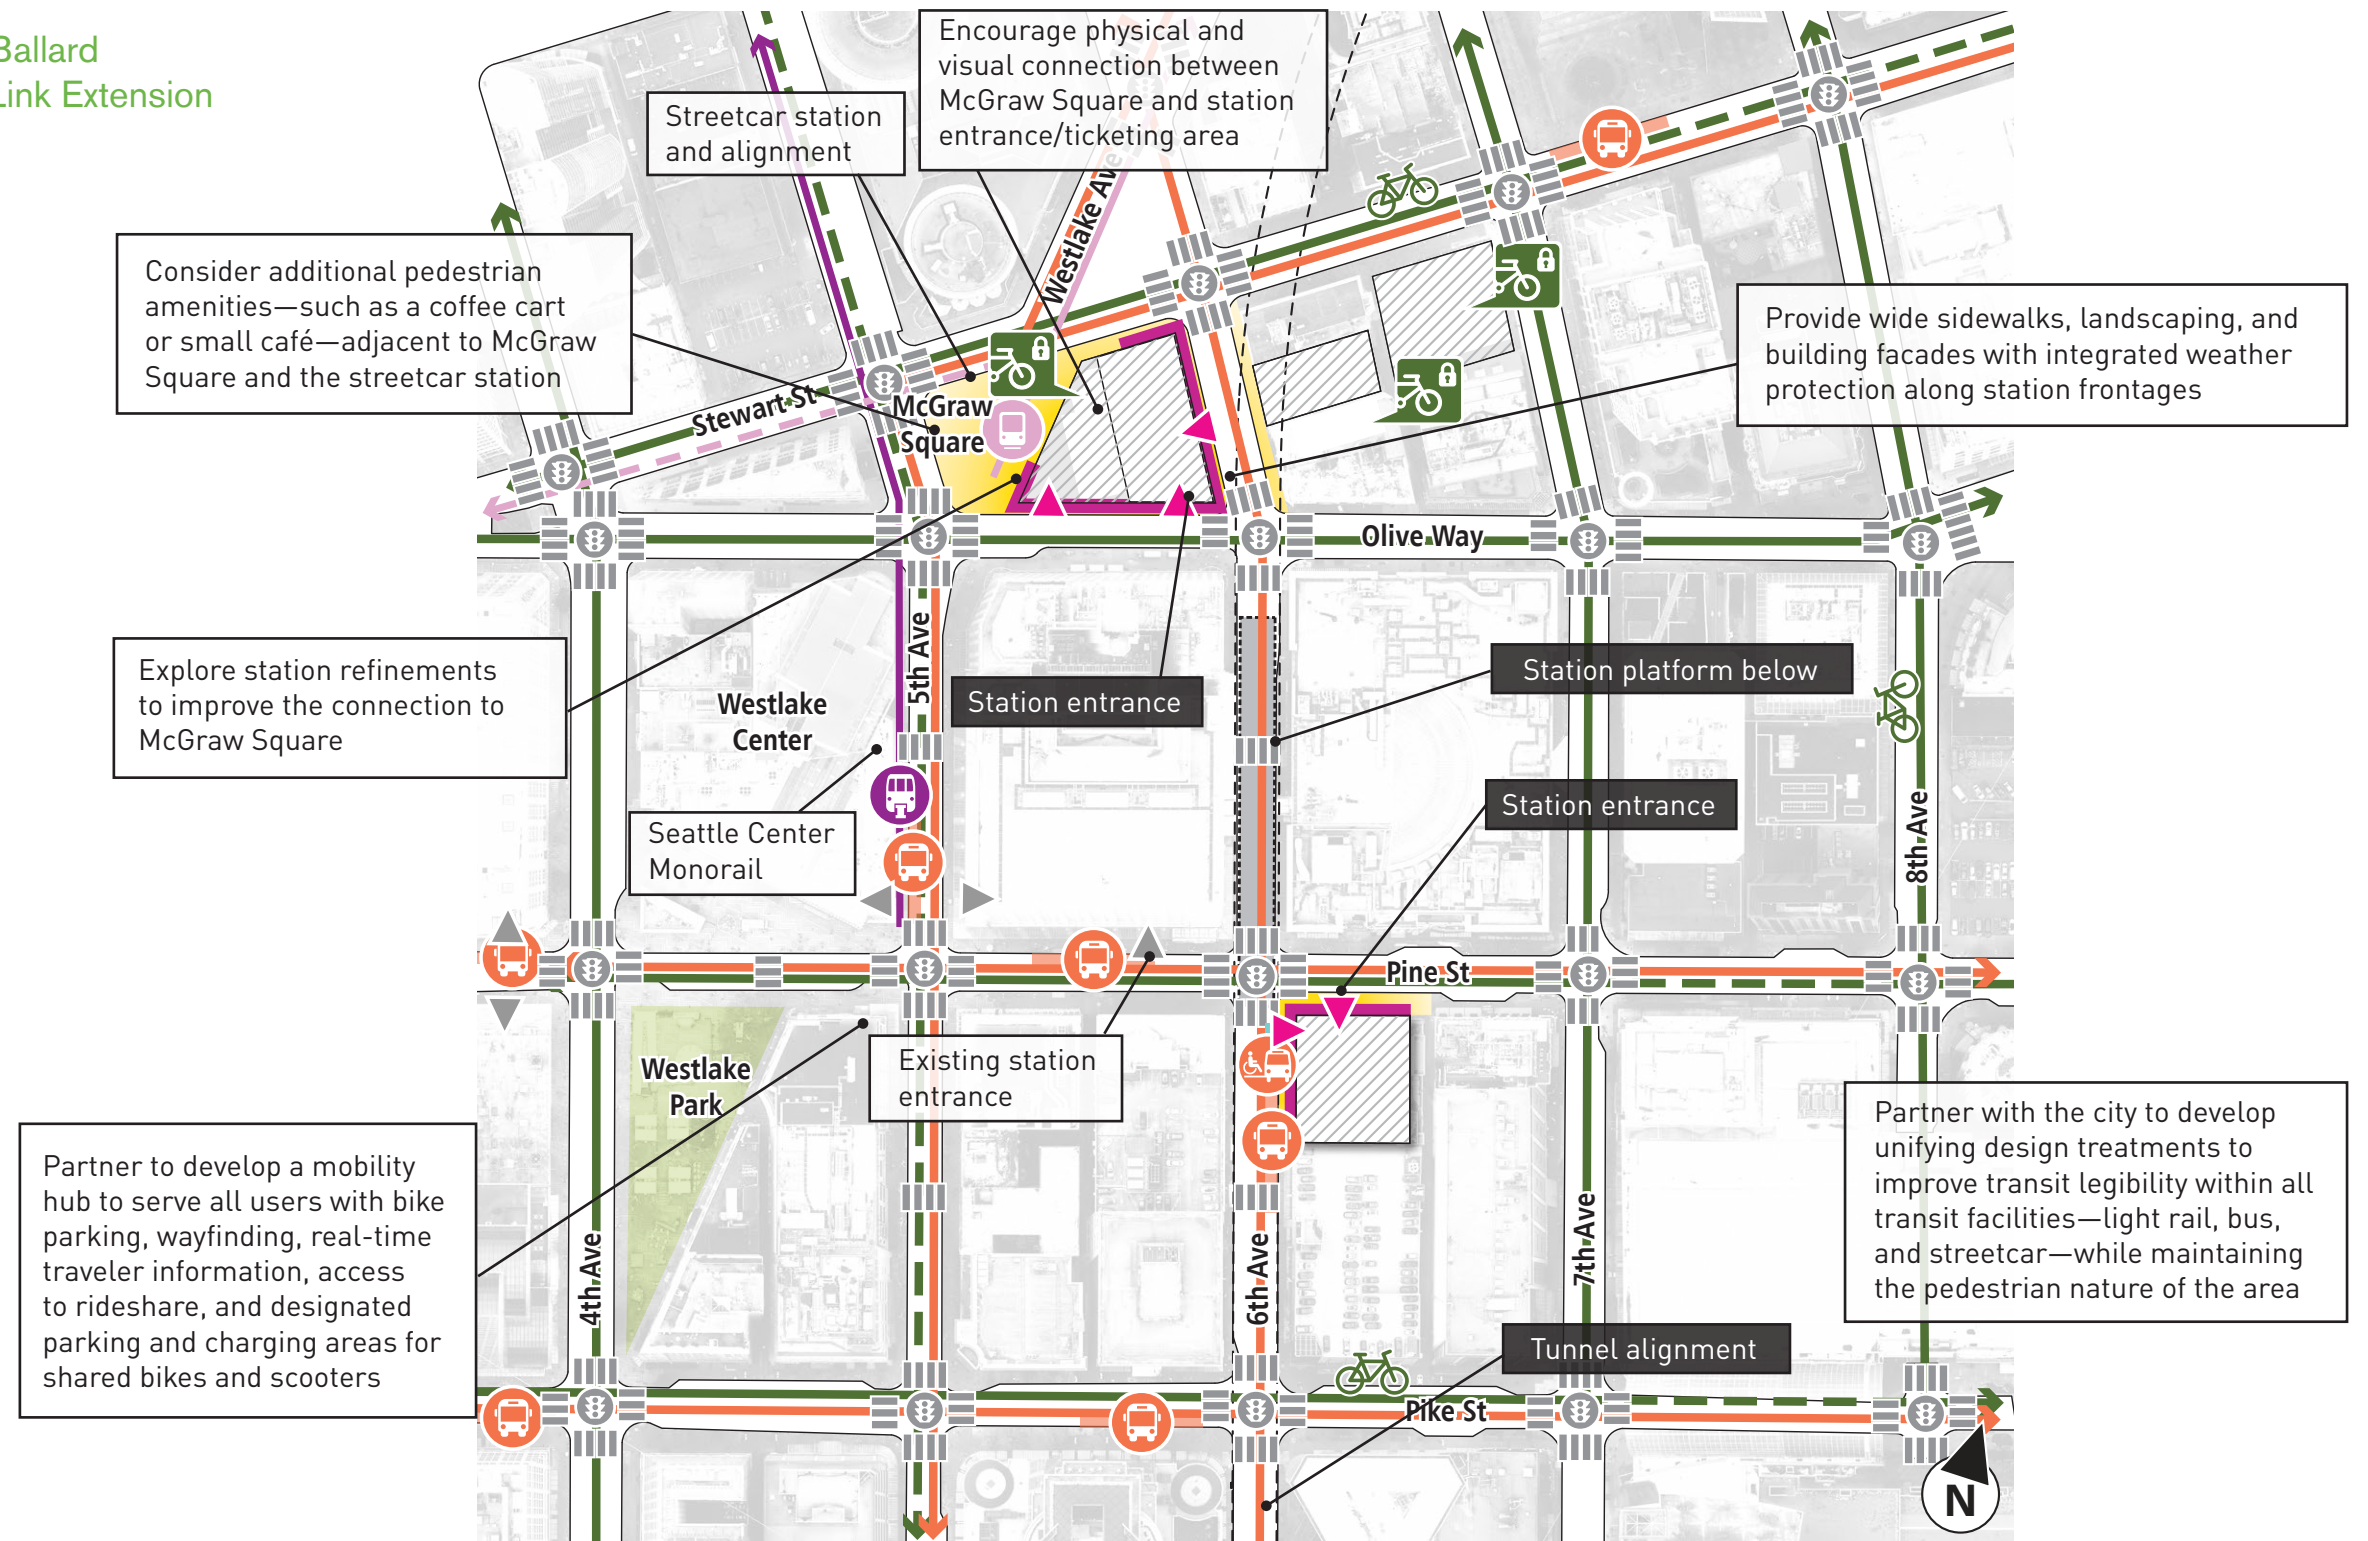 Ballard
Link Extension
Encourage physical and
visual connection between
McGraw Square and station
entrance/ticketing area
Streetcar station
and alignment
Westlake Ave
Consider additional pedestrian
amenities—such as a coffee cart
or small café—adjacent to McGraw
Square and the streetcar station
Provide wide sidewalks, landscaping, and
building facades with integrated weather
protection along station frontages
Stewart St
McGraw
Square
Olive Way
Explore station refinements
to improve the connection to
McGraw Square
5th Ave
Westlake
Center
Station entrance
Station platform below
Station entrance
Seattle Center
Monorail
8th Ave
Pine St
Westlake
Park
Existing station
entrance
Partner to develop a mobility
hub to serve all users with bike
parking, wayfinding, real-time
traveler information, access
to rideshare, and designated
parking and charging areas for
shared bikes and scooters
Partner with the city to develop
unifying design treatments to
improve transit legibility within all
transit facilities—light rail, bus,
and streetcar—while maintaining
the pedestrian nature of the area
4th Ave
6th Ave
7th Ave
Tunnel alignment
Pike St
N